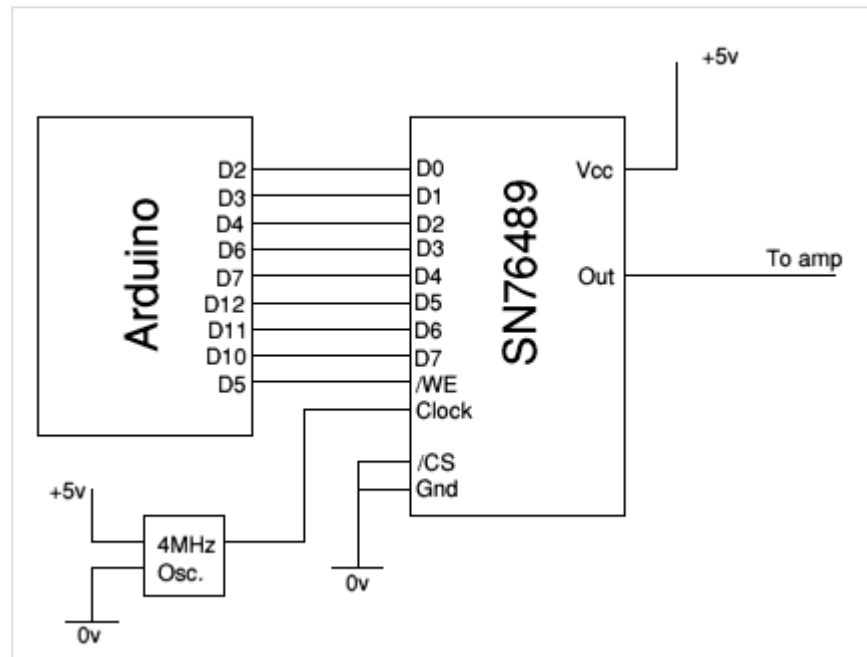 +5v
Arduino
D2
D3
D4
D6
D7
D12
D11
D10
D5
D0
D1
D2
D3
D4
D5
D6
D7
/WE
Clock
/CS
Gnd
SN76489
Vcc
Out
To amp
+5v
4MHz
Osc.
0v
0v